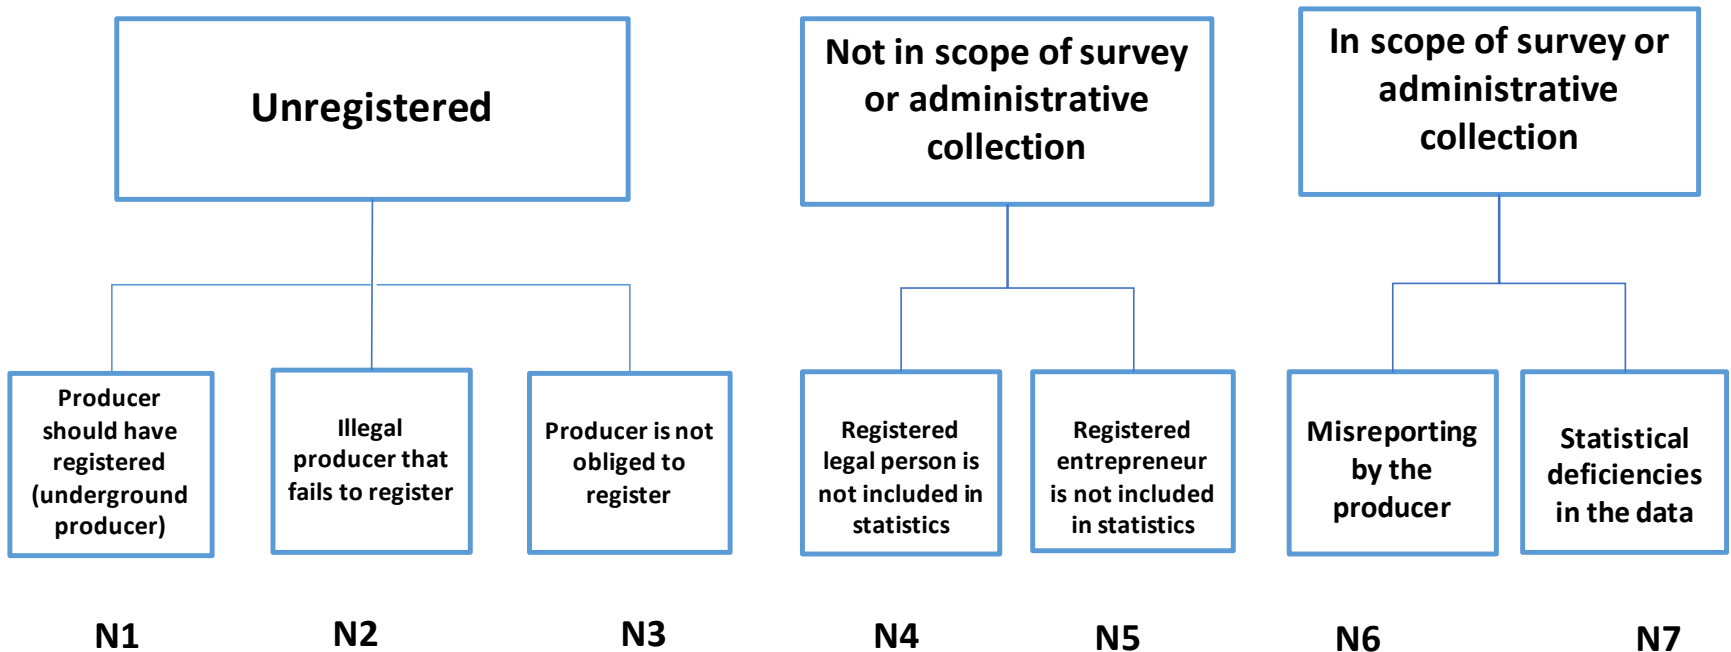 Unregistered
Not in scope of survey
or administrative
collection
In scope of survey or
administrative
collection
Producer
should have
registered
(underground
producer)
Illegal
producer that
fails to register
Producer is not
obliged to
register
Registered
legal person is
not included in
statistics
Registered
entrepreneur
is not included
in statistics
Misreporting
by the
producer
Statistical
deficiencies
in the data
N1
N2
N3
N4
N5
N6
N7